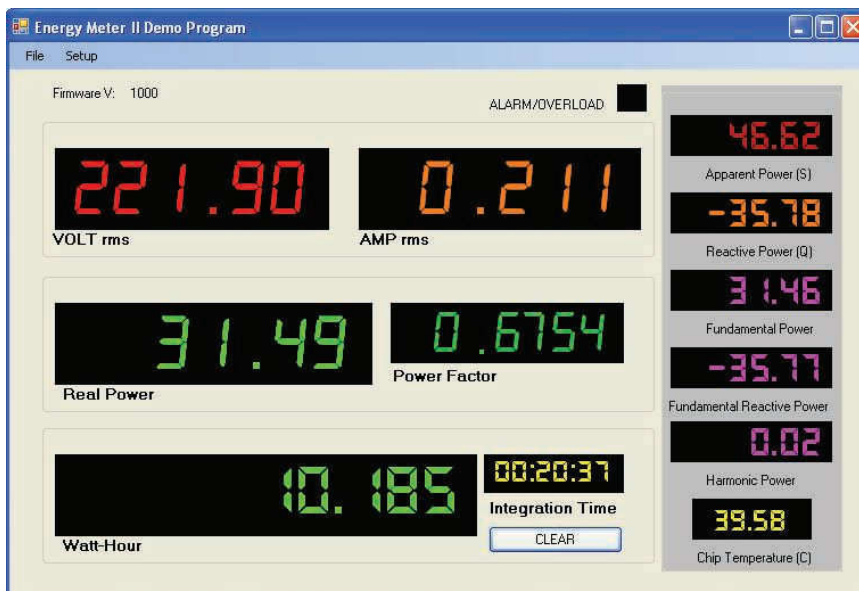 Energy Meter II Demo Program
File Setup
Firmware V: 1000
ALARM/OVERLOAD
221.90
VOLT rms
0.211
AMP rms
31.49
Real Power
0.6754
Power Factor
10.185
Watt-Hour
00:20:37
Integration Time
CLEAR
46.62
Apparent Power (S)
-35.78
Reactive Power (Q)
31.46
Fundamental Power
-35.77
Fundamental Reactive Power
0.02
Harmonic Power
39.58
Chip Temperature (C)